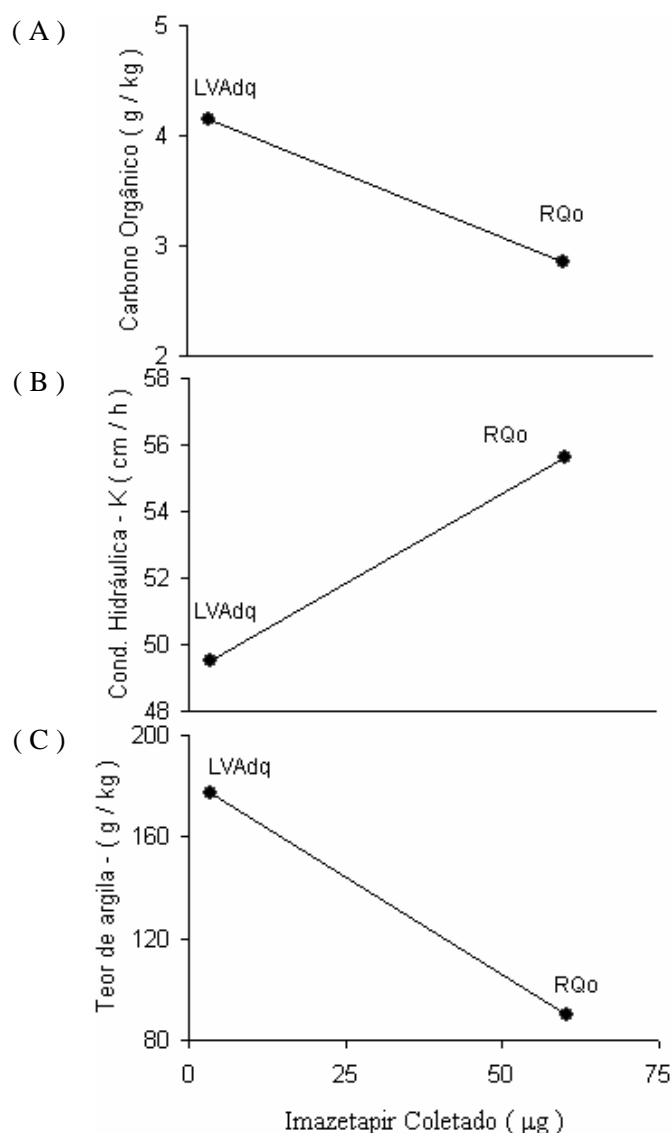 ( A )
Carbono Orgânico ( g / kg )
5
4
3
2
LVAdq
RQo
( B )
Cond. Hidráulica - K ( cm / h )
58
56
54
52
50
48
RQo
LVAdq
( C )
Teor de argila - ( g / kg )
200
160
120
80
LVAdq
RQo
0 25 50 75
Imazetapir Coletado ( µg )